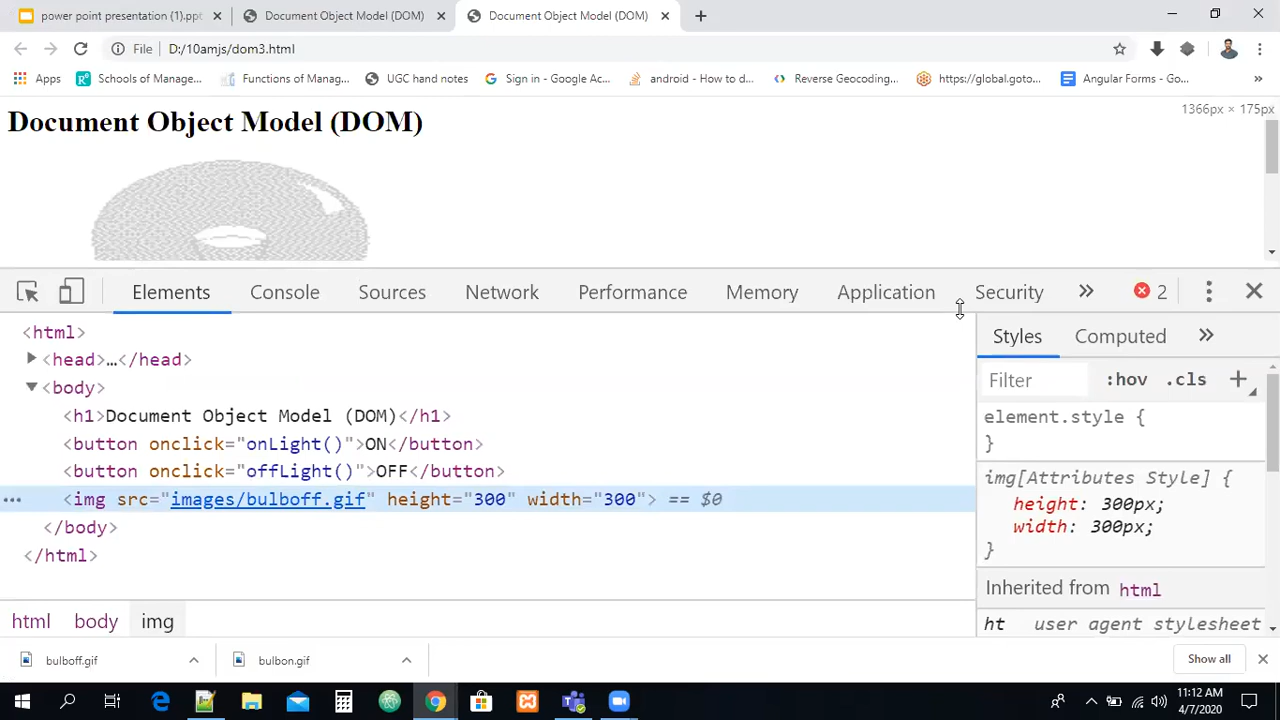 power point presentation (1).ppt
Document Object Model (DOM)
Document Object Model (DOM)
File D:/10amjs/dom3.html
Apps
Schools of Manage...
Functions of Manag...
UGC hand notes
Sign in - Google Ac...
android - How to d...
Reverse Geocoding...
https://global.goto...
Angular Forms - Go...
»
1366px × 175px
Document Object Model (DOM)
Elements Console Sources Network Performance Memory Application Security » 2
<html>
<head>…</head>
<body>
<h1>Document Object Model (DOM)</h1>
<button onclick="onLight()">ON</button>
<button onclick="offLight()">OFF</button>
<img src="images/bulboff.gif" height="300" width="300"> == $0
</body>
</html>
html body img
Styles Computed »
Filter :hov .cls +
element.style {
}
img[Attributes Style] {
height: 300px;
width: 300px;
}
Inherited from html
ht user agent stylesheet
bulboff.gif
bulbon.gif
Show all
11:12 AM
4/7/2020